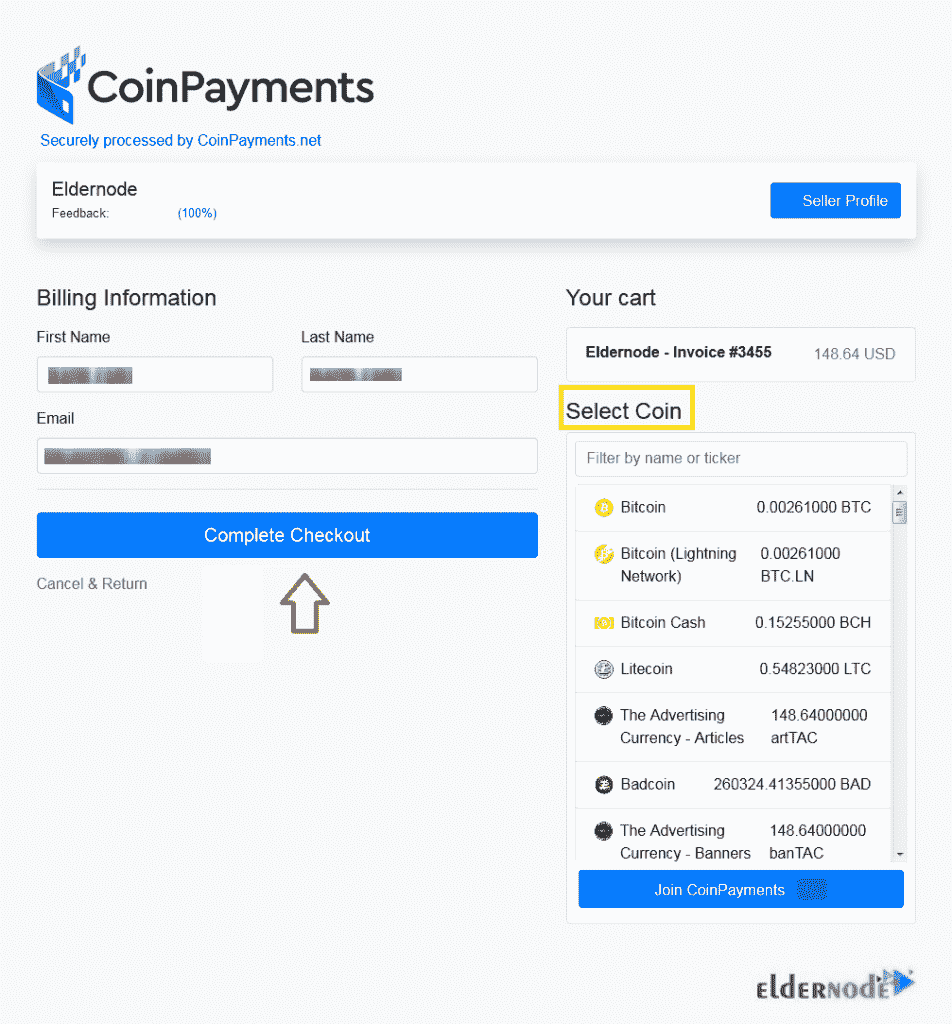 CoinPayments
Securely processed by CoinPayments.net
Eldernode
Feedback: (100%)
Seller Profile
Billing Information
First Name
Last Name
Email
Complete Checkout
Cancel & Return
Your cart
Eldernode - Invoice #3455 148.64 USD
Select Coin
Filter by name or ticker
Bitcoin 0.00261000 BTC
Bitcoin (Lightning 0.00261000
Network) BTC.LN
Bitcoin Cash 0.15255000 BCH
Litecoin 0.54823000 LTC
The Advertising 148.64000000
Currency - Articles artTAC
Badcoin 260324.41355000 BAD
The Advertising 148.64000000
Currency - Banners banTAC
Join CoinPayments
elderNode